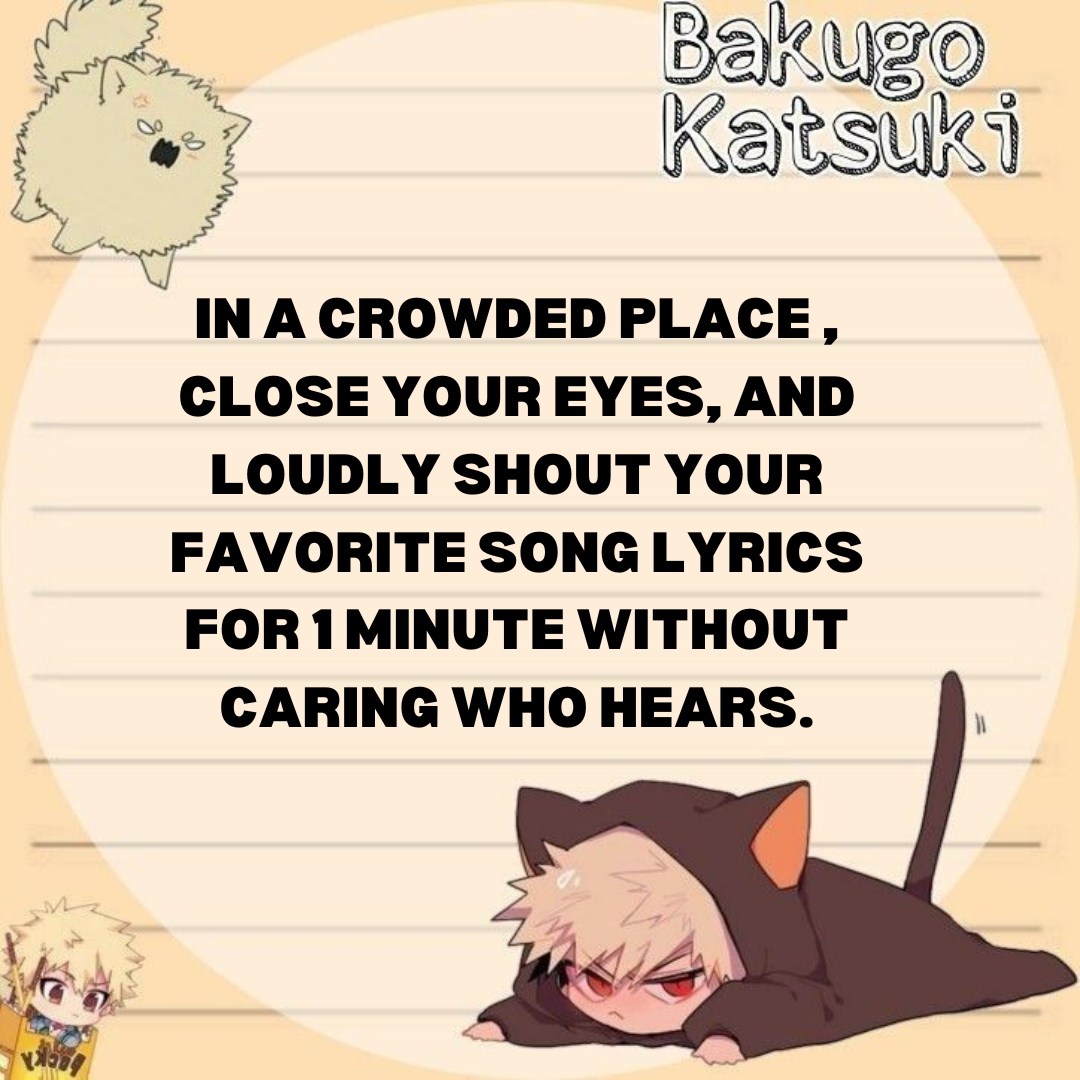 Bakugo
Katsuki
IN A CROWDED PLACE ,
CLOSE YOUR EYES, AND
LOUDLY SHOUT YOUR
FAVORITE SONG LYRICS
FOR 1 MINUTE WITHOUT
CARING WHO HEARS.
Pocky